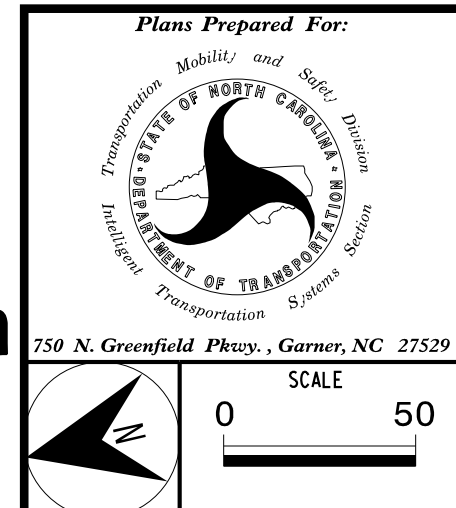 Plans Prepared For:
Transportation Mobility and Safety Division
STATE OF NORTH CAROLINA
DEPARTMENT OF TRANSPORTATION
Intelligent Transportation Systems Section
750 N. Greenfield Pkwy. , Garner, NC 27529
N
SCALE
0 50